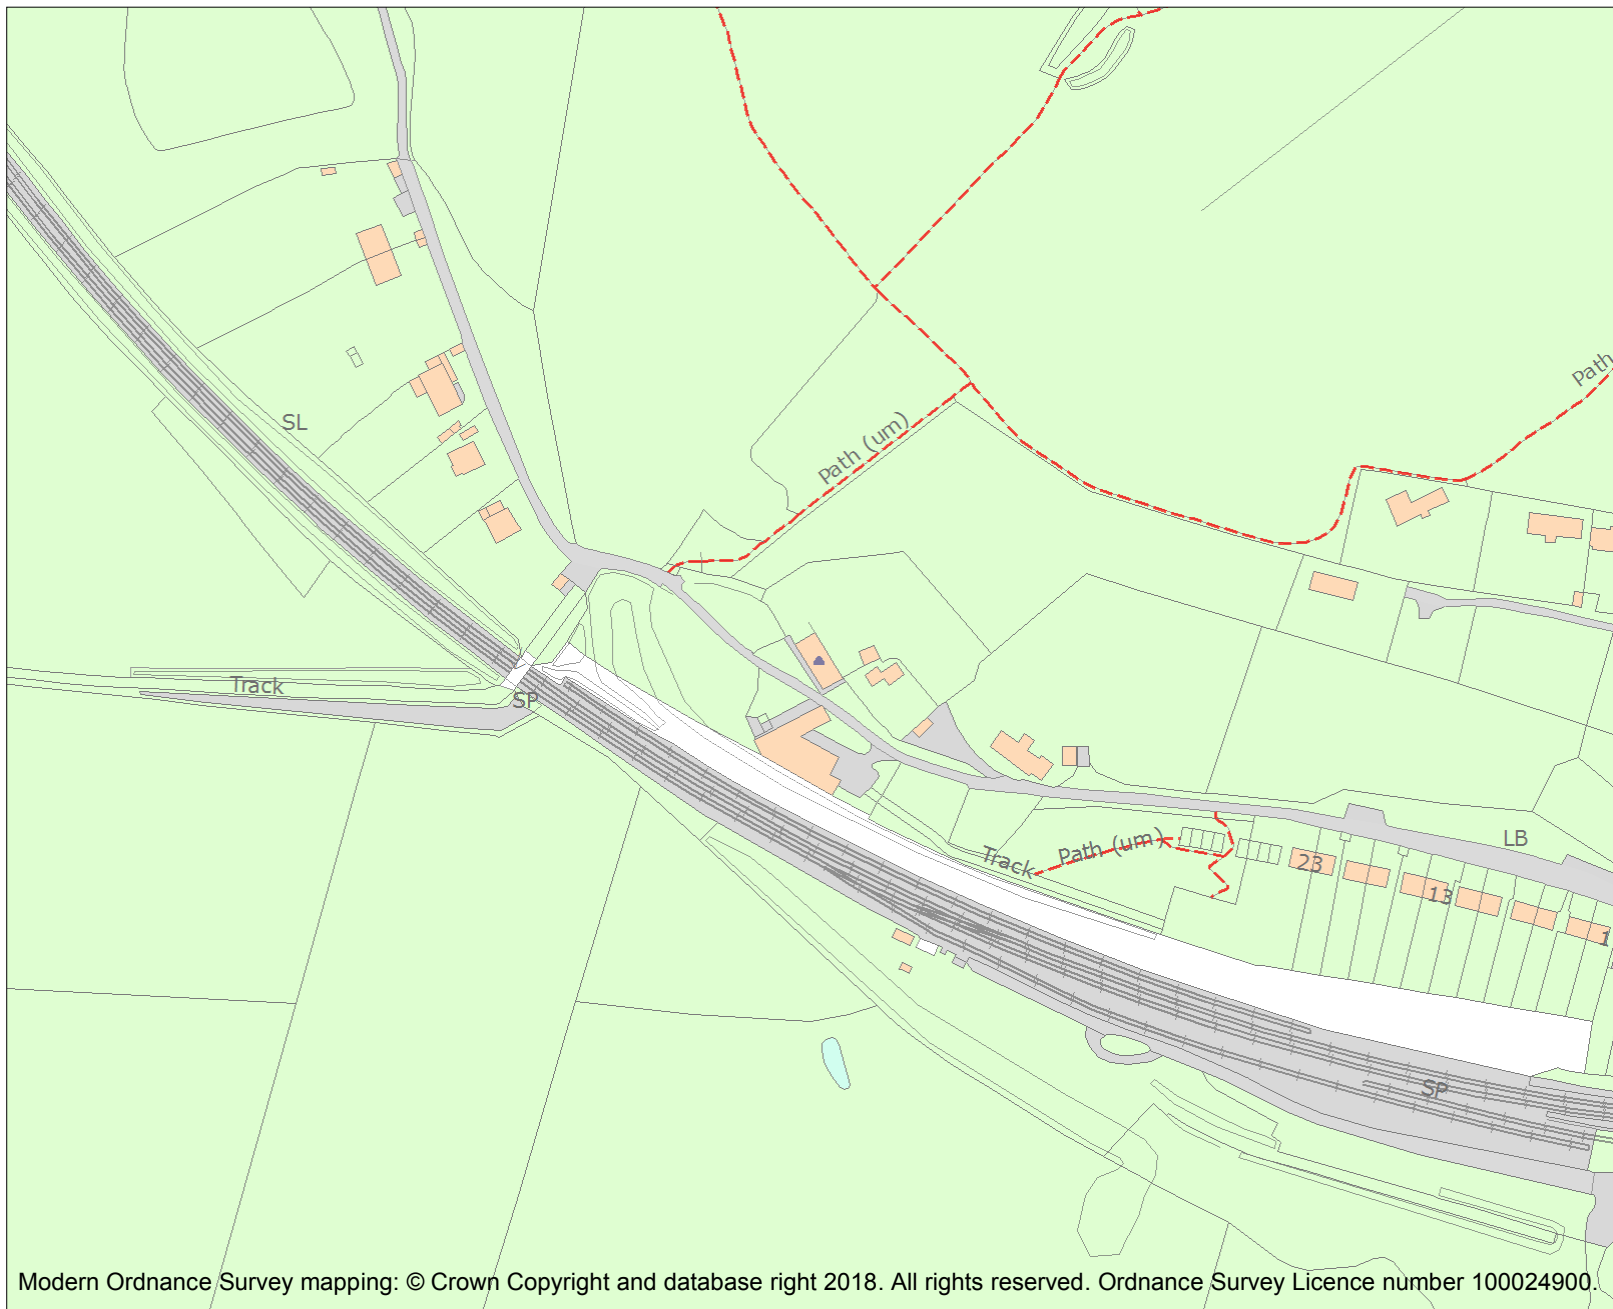 Path
SL
Path (um)
Track
SP
LB
Path (um)
Track
23
13
1
SP
Modern Ordnance Survey mapping: © Crown Copyright and database right 2018. All rights reserved. Ordnance Survey Licence number 100024900.